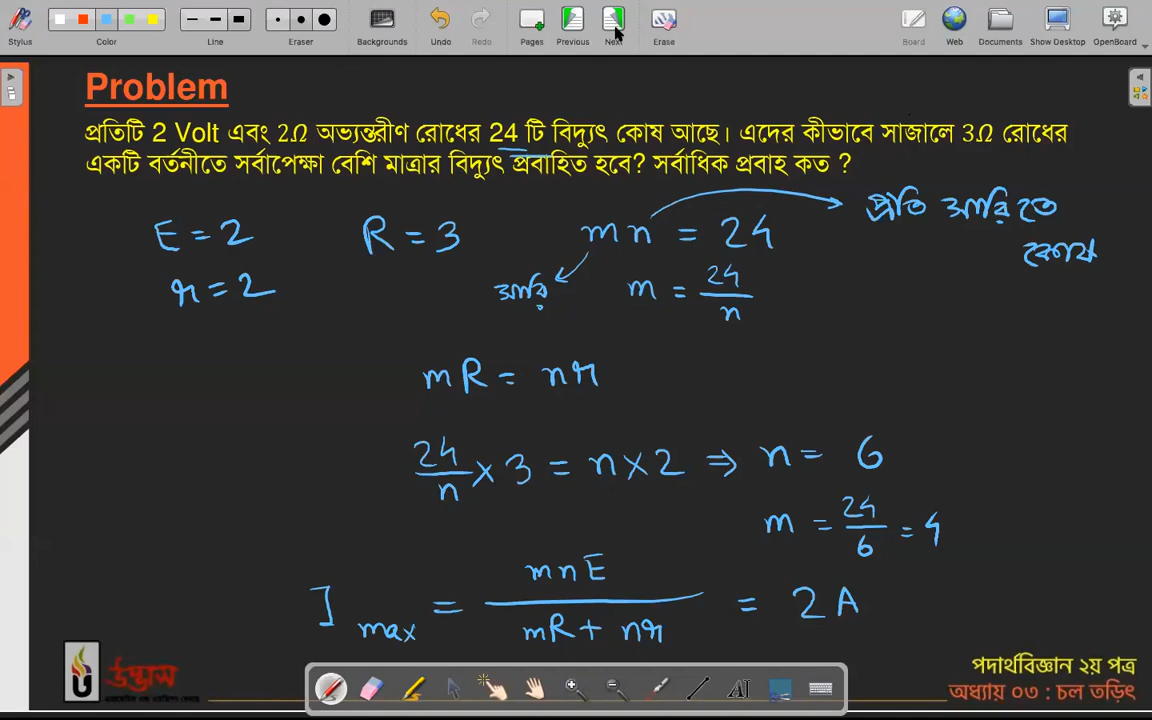 Stylus Color Line Eraser Backgrounds Undo Redo Pages Previous Next Erase Board Web Documents Show Desktop OpenBoard
Problem
প্রতিটি 2 Volt এবং 2Ω অভ্যন্তরীণ রোধের 24 টি বিদ্যুৎ কোষ আছে। এদের কীভাবে সাজালে 3Ω রোধের
একটি বর্তনীতে সর্বাপেক্ষা বেশি মাত্রার বিদ্যুৎ প্রবাহিত হবে? সর্বাধিক প্রবাহ কত ?
E = 2 R = 3 mn = 24 প্রতি সারিতে
কোষ
r = 2 সারি m = 24/n
mR = nr
24/n × 3 = n × 2 ⇒ n = 6
m = 24/6 = 4
I max = mnE / mR + nr = 2 A
উদ্ভাস
পদার্থবিজ্ঞান ২য় পত্র
অধ্যায় ০৩ : চল তড়িৎ